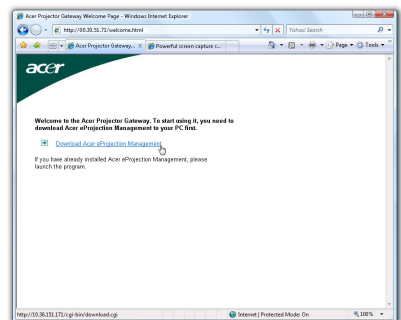 Acer Projector Gateway Welcome Page - Windows Internet Explorer
http://10.30.51.71/welcome.html
Yahoo! Search
Acer Projector Gateway...
Powerful screen capture s...
Page
Tools
acer
Welcome to the Acer Projector Gateway. To start using it, you need to
download Acer eProjection Management to your PC first.
Download Acer eProjection Management
If you have already installed Acer eProjection Management, please
launch the program.
http://10.36.151.171/cgi-bin/download.cgi
Internet | Protected Mode: On
100%